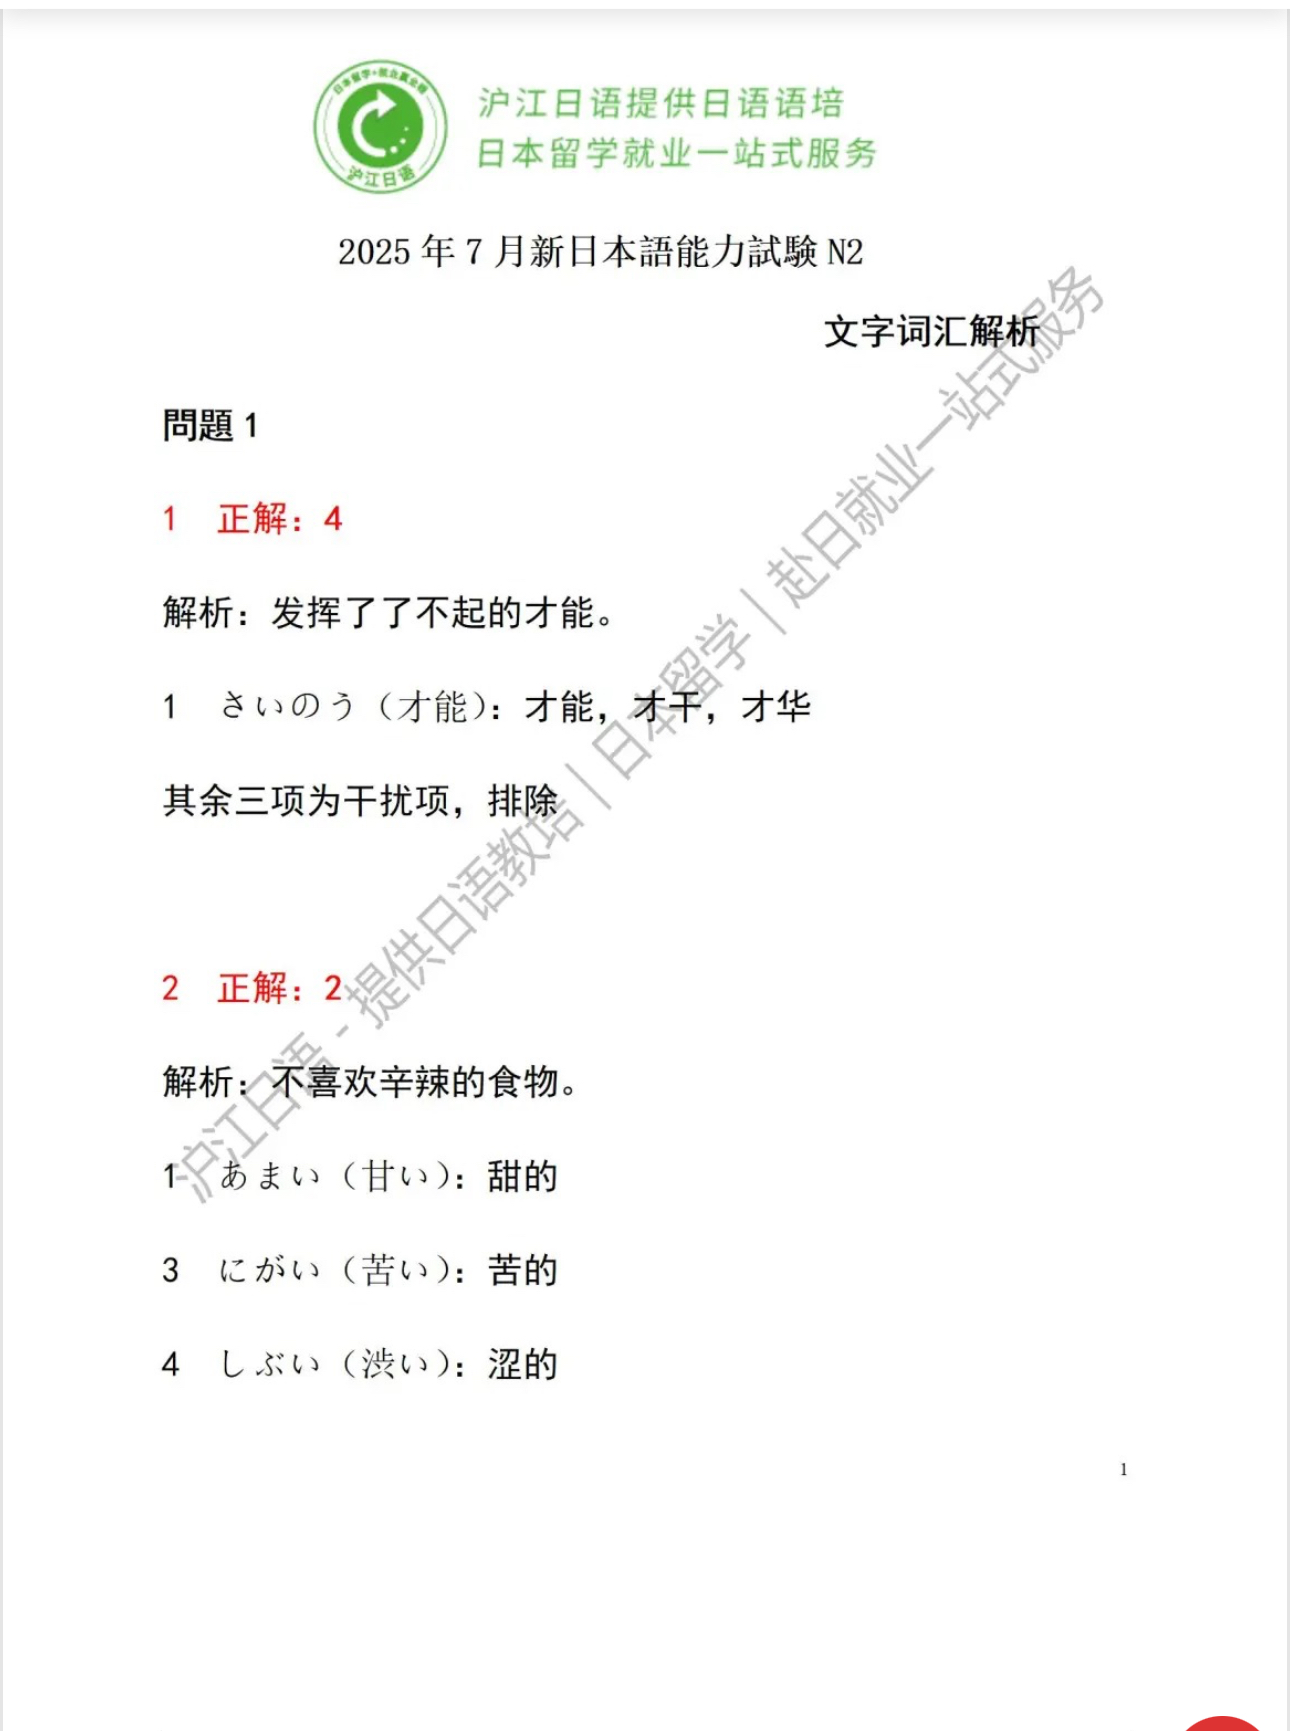 日本留学·就业直通车
沪江日语
沪江日语提供日语语培
日本留学就业一站式服务
2025 年 7 月新日本語能力試験 N2
文字词汇解析
問題 1
1 正解：4
解析：发挥了了不起的才能。
1 さいのう（才能）：才能，才干，才华
其余三项为干扰项，排除
2 正解：2
解析：不喜欢辛辣的食物。
1 あまい（甘い）：甜的
3 にがい（苦い）：苦的
4 しぶい（渋い）：涩的
沪江日语 - 提供日语教培 | 日本留学 | 赴日就业一站式服务
1